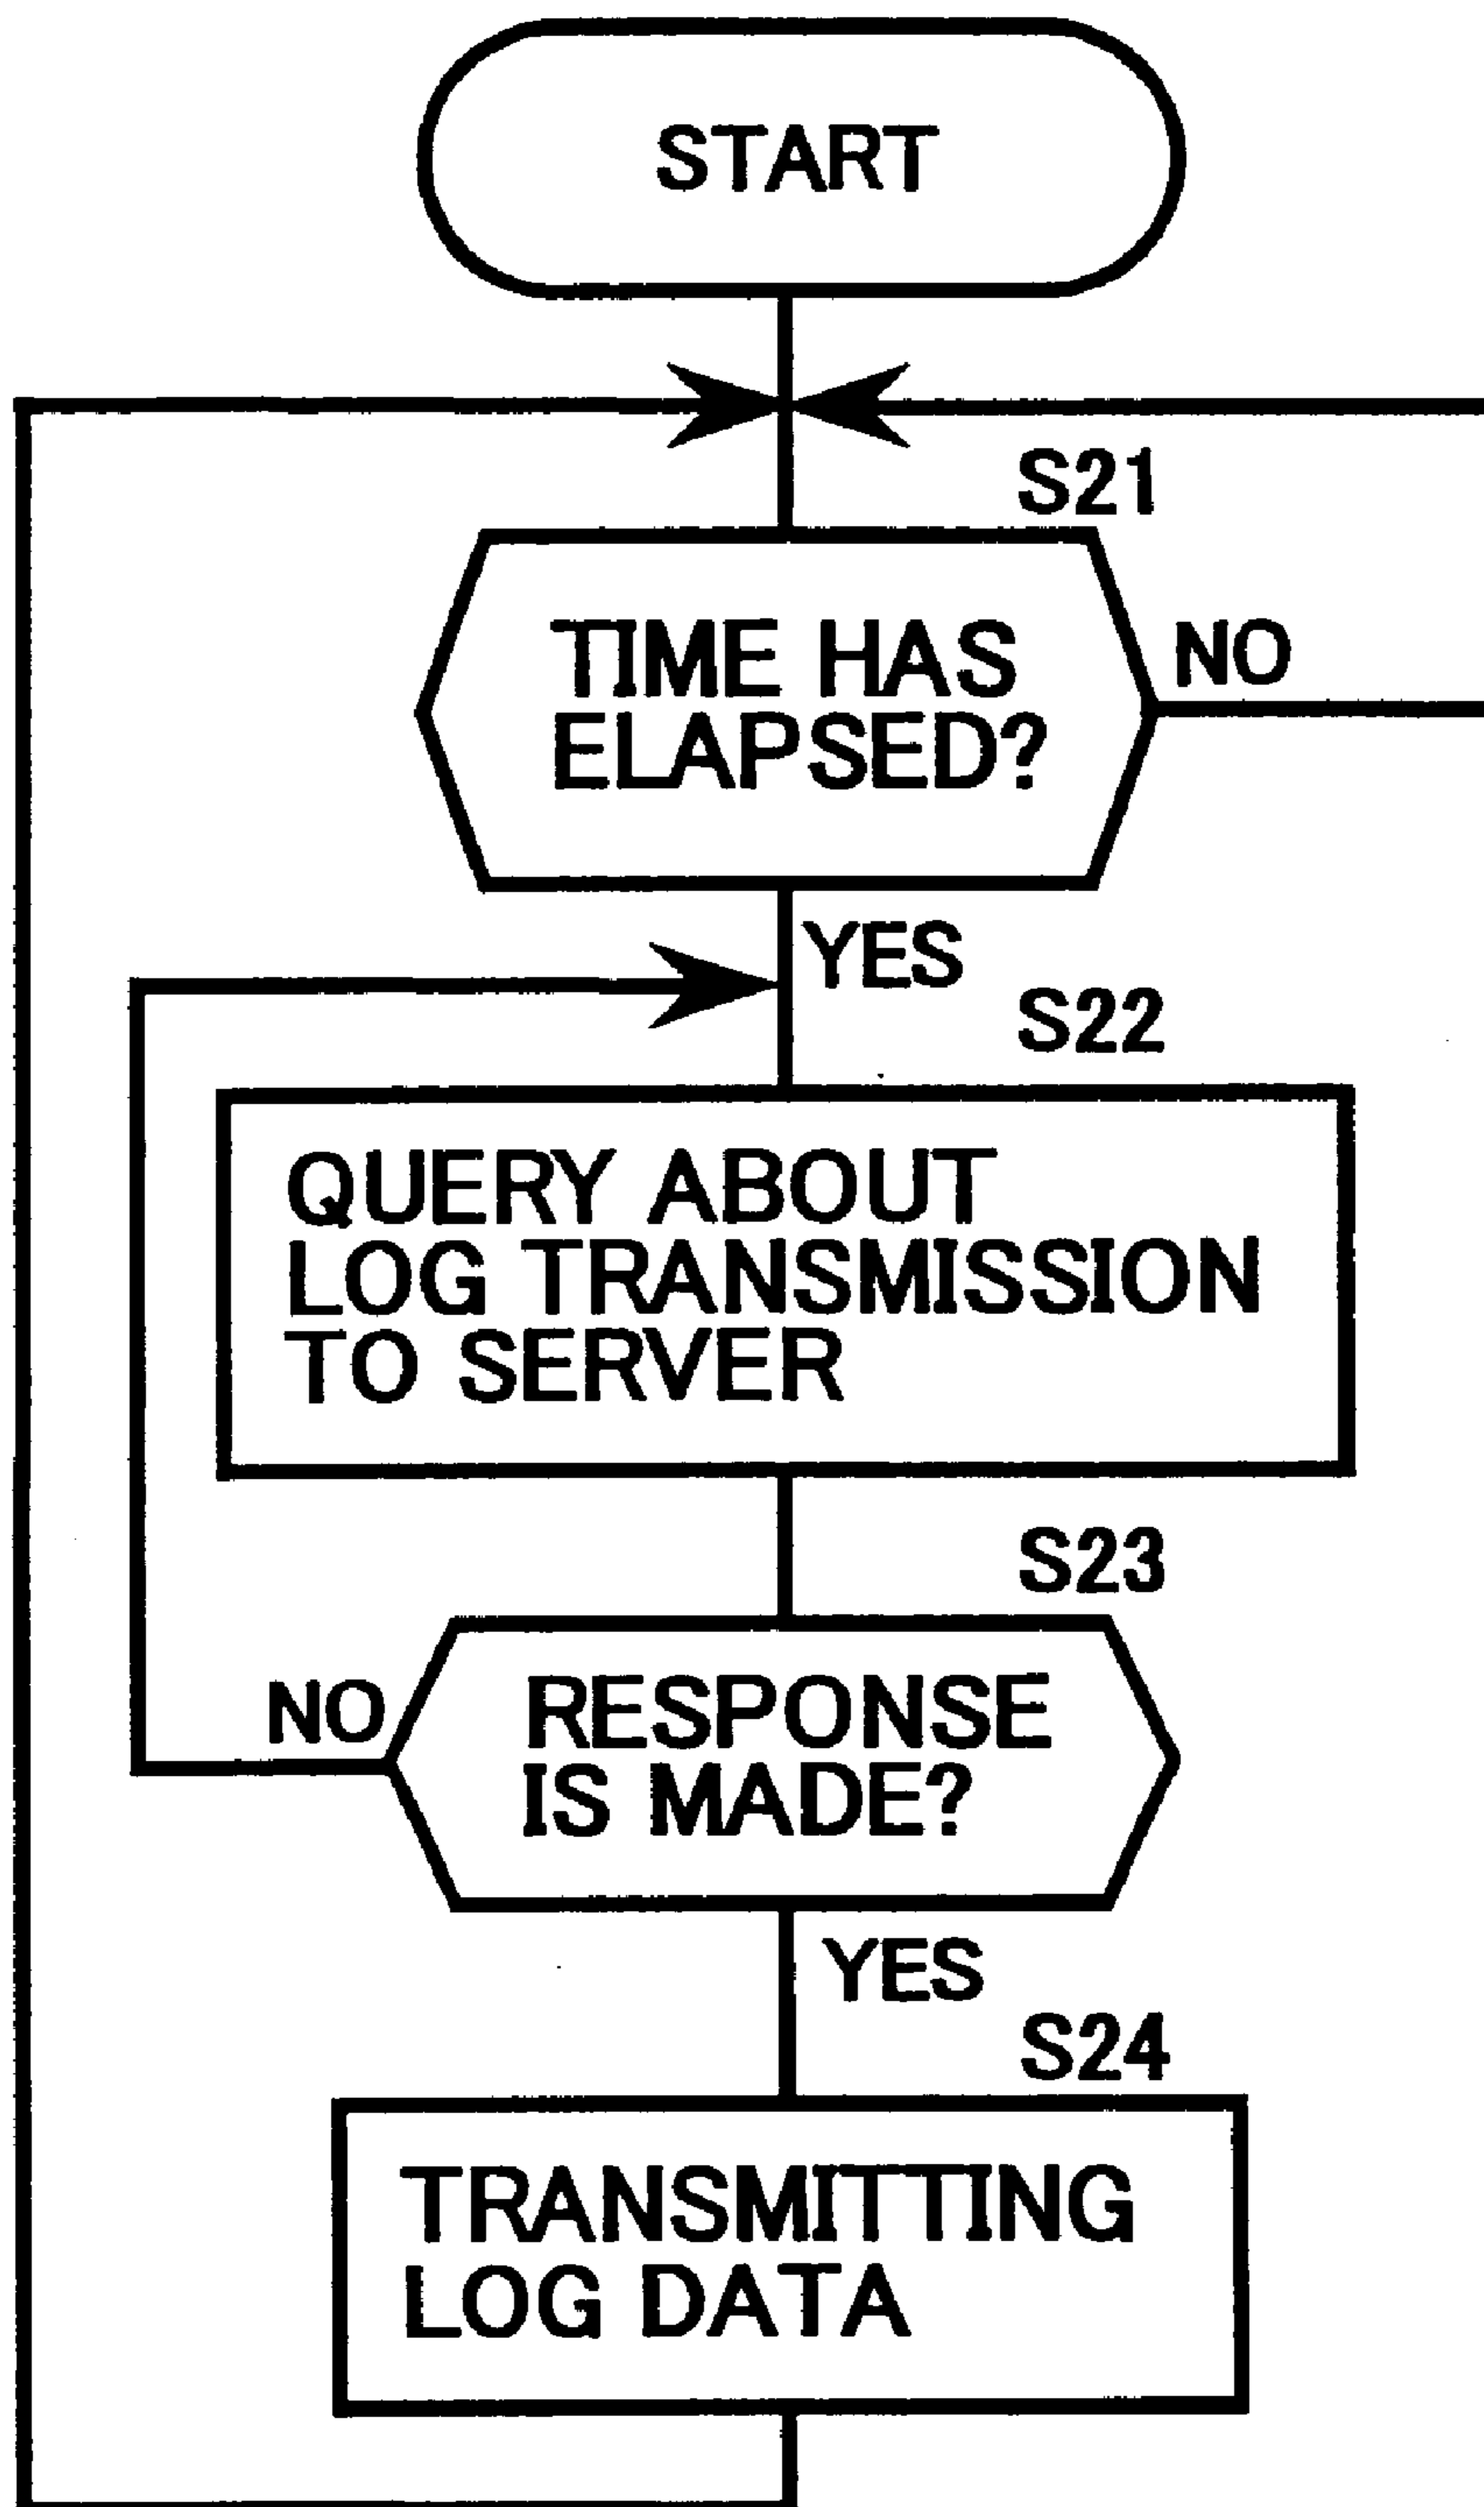 START
S21
TIME HAS
ELAPSED?
NO
YES
S22
QUERY ABOUT
LOG TRANSMISSION
TO SERVER
S23
NO
RESPONSE
IS MADE?
YES
S24
TRANSMITTING
LOG DATA